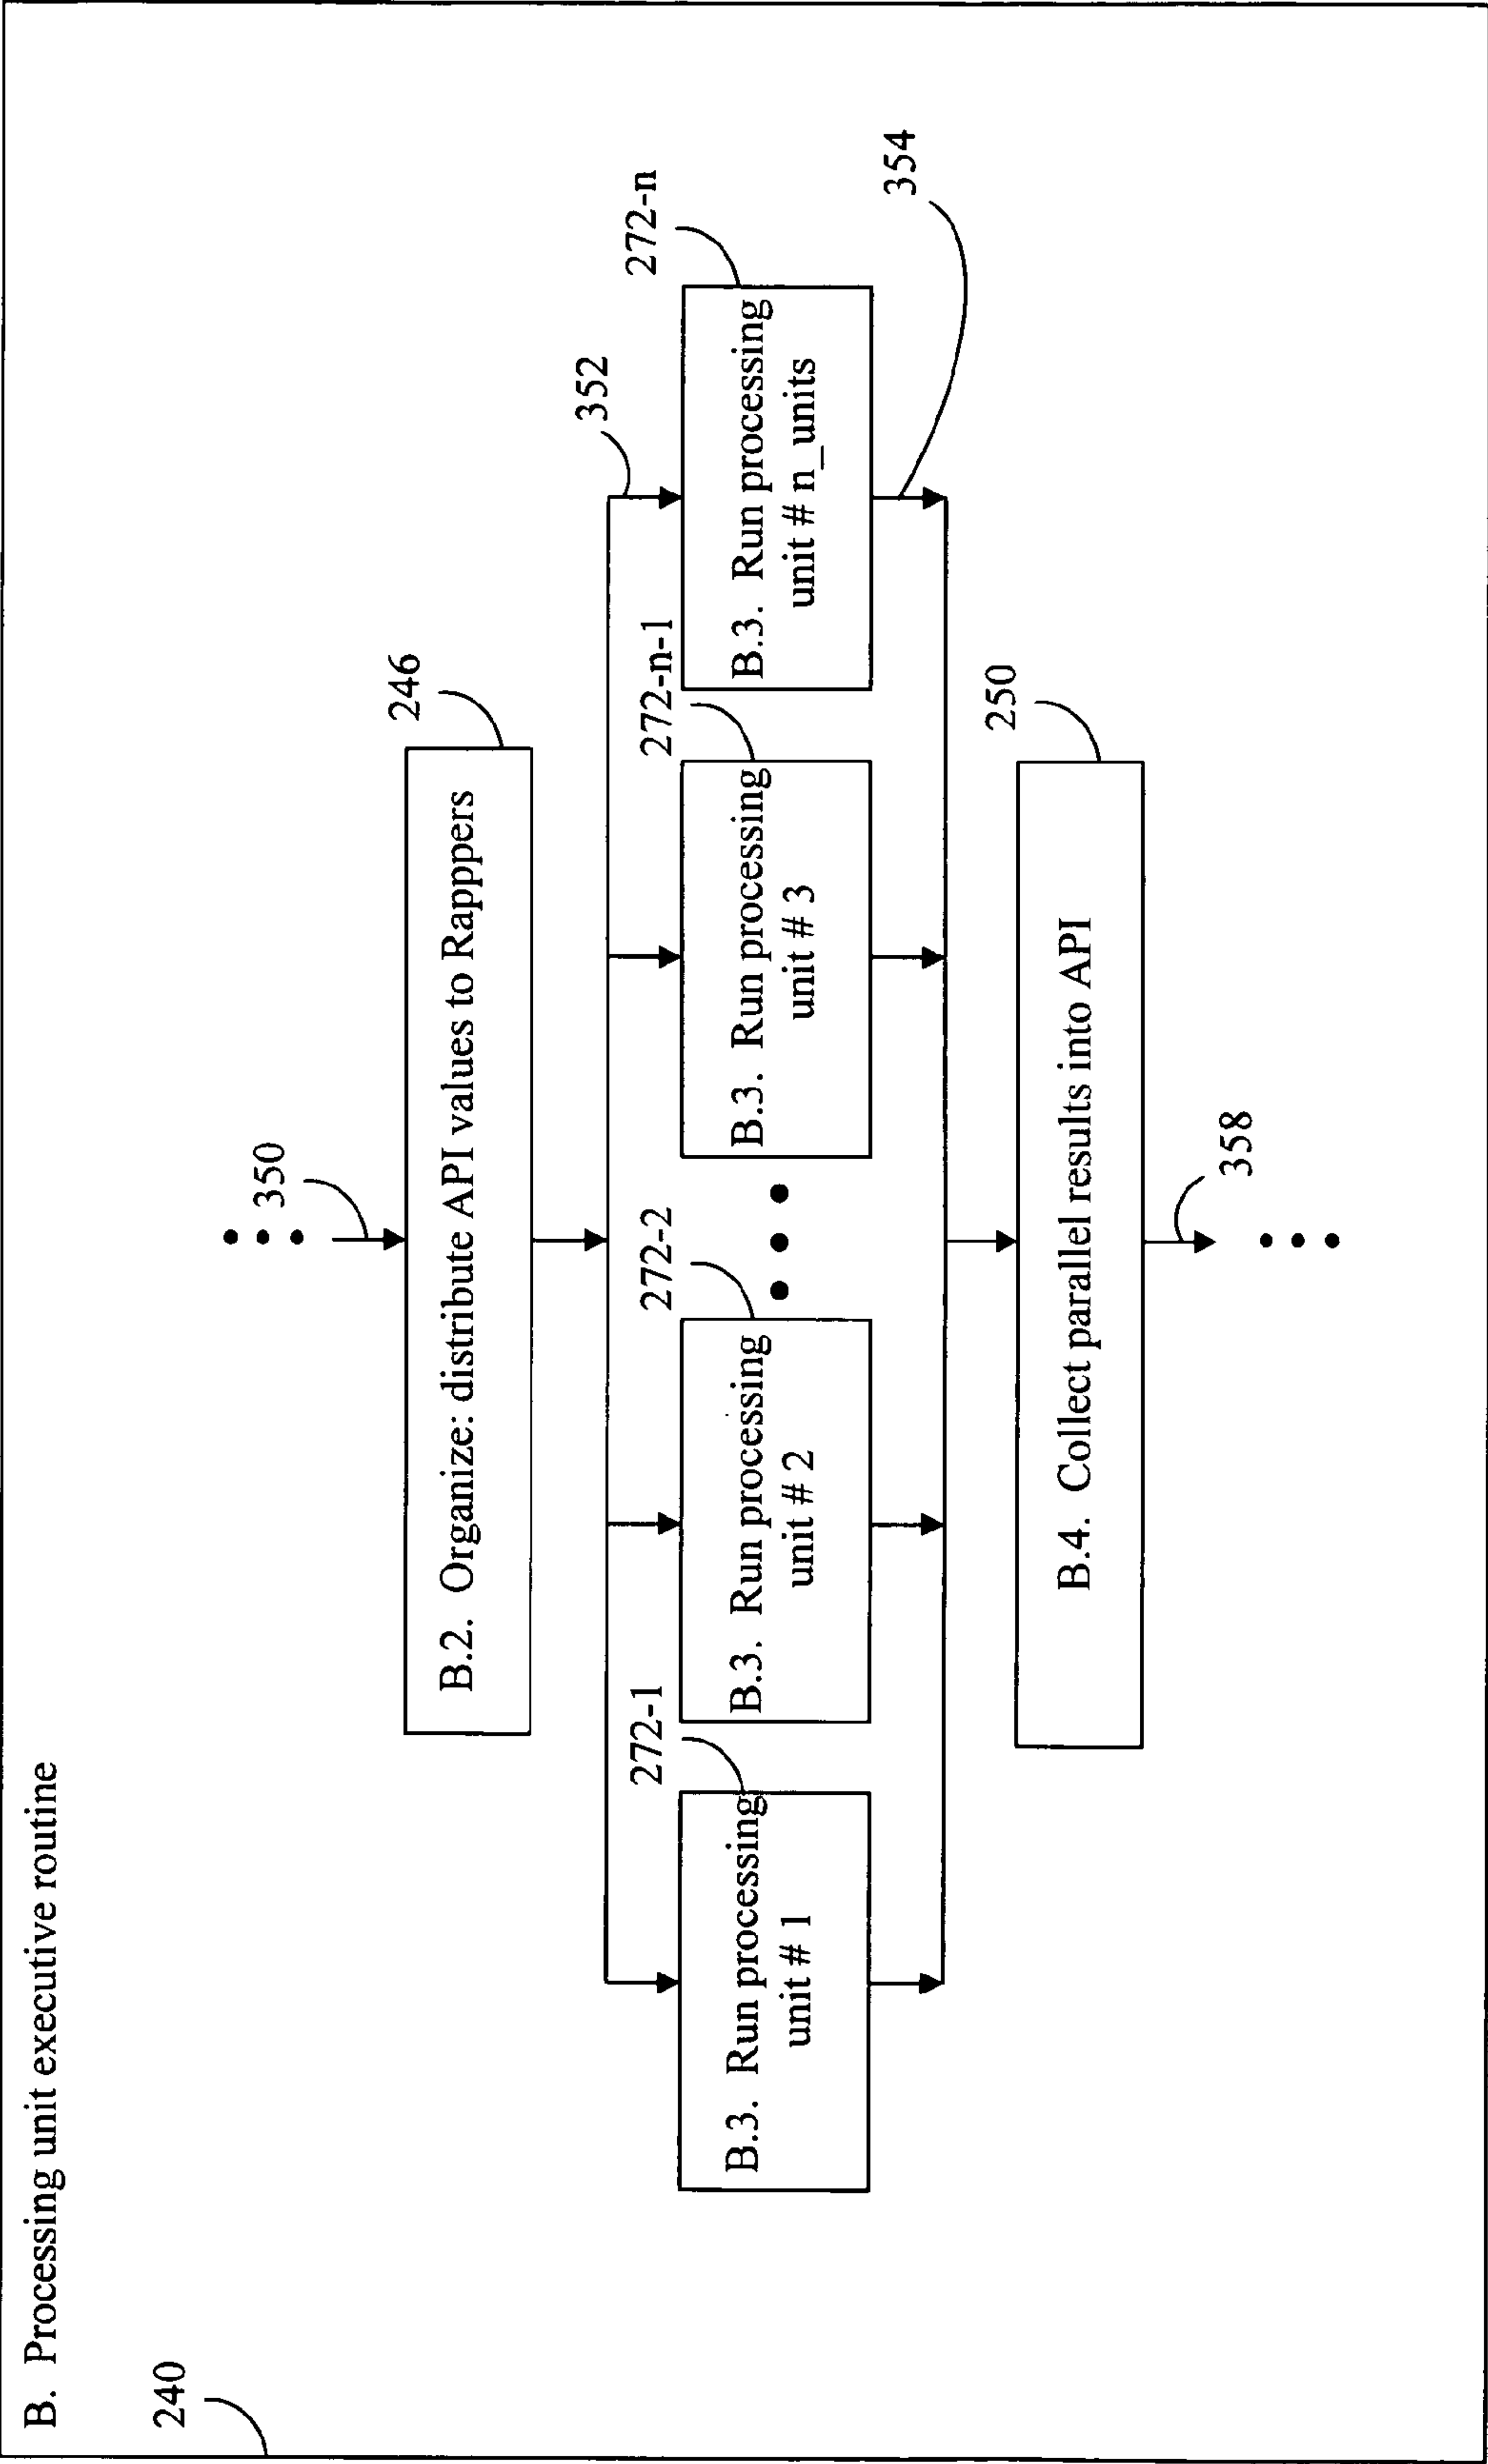 B. Processing unit executive routine
240
350
246
B.2. Organize: distribute API values to Rapppers
352
272-1
272-2
272-n-1
272-n
B.3. Run processing
unit # 1
B.3. Run processing
unit # 2
B.3. Run processing
unit # 3
B.3. Run processing
unit # n_units
354
250
B.4. Collect parallel results into API
358